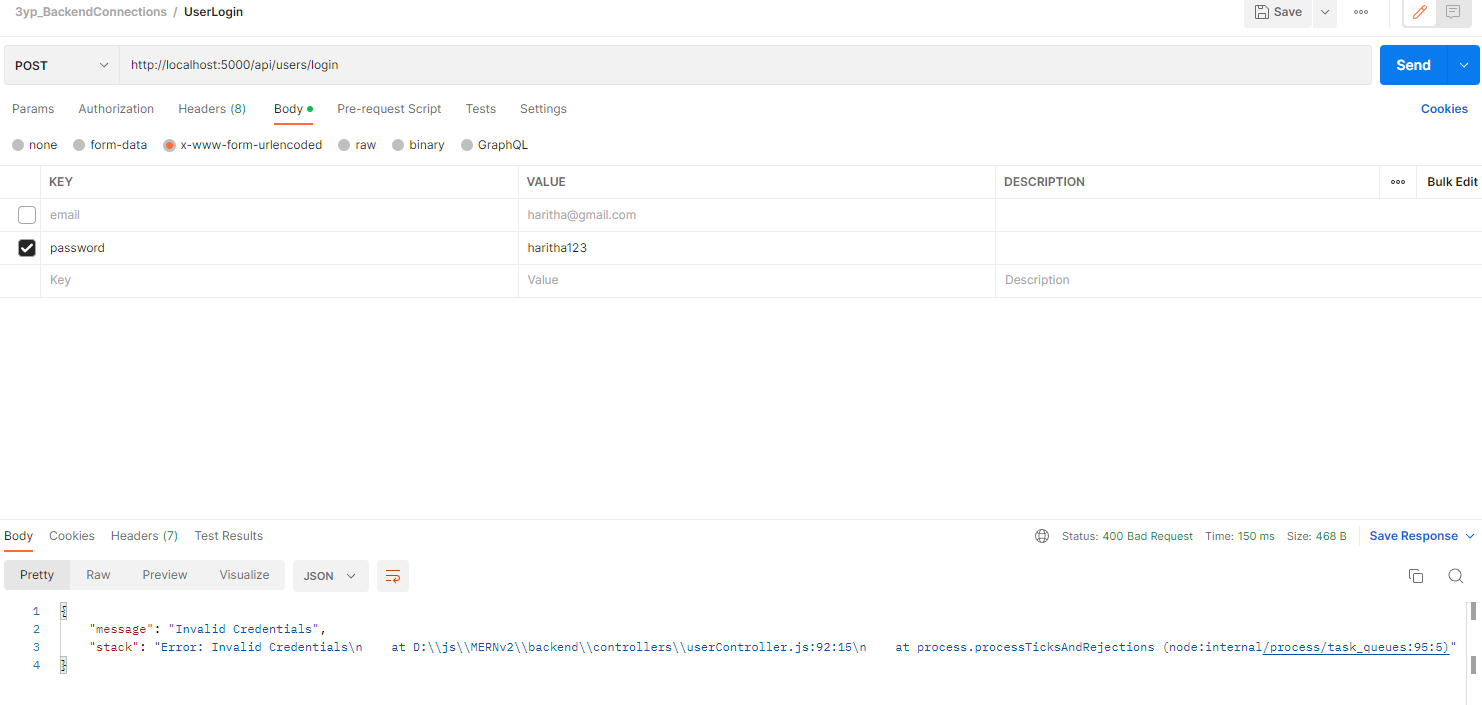 3yp_BackendConnections / UserLogin
Save
POST http://localhost:5000/api/users/login Send
Params Authorization Headers (8) Body Pre-request Script Tests Settings Cookies
none form-data x-www-form-urlencoded raw binary GraphQL
KEY VALUE DESCRIPTION Bulk Edit
email haritha@gmail.com
password haritha123
Key Value Description
Body Cookies Headers (7) Test Results Status: 400 Bad Request Time: 150 ms Size: 468 B Save Response
Pretty Raw Preview Visualize JSON
1 {
2 "message": "Invalid Credentials",
3 "stack": "Error: Invalid Credentials\n    at D:\\js\\MERNv2\\backend\\controllers\\userController.js:92:15\n    at process.processTicksAndRejections (node:internal/process/task_queues:95:5)"
4 }